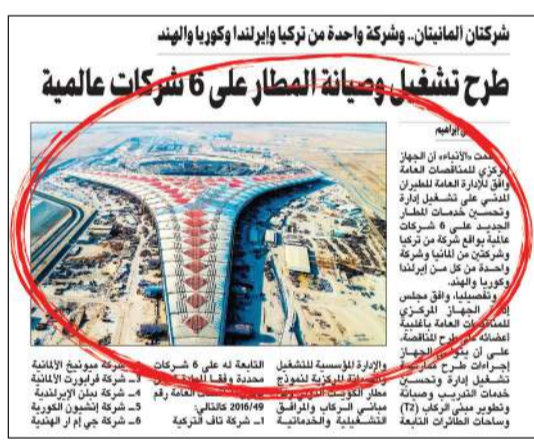 شركتان ألمانيتان.. وشركة واحدة من تركيا وإيرلندا وكوريا والهند
طرح تشغيل وصيانة المطار على 6 شركات عالمية
إبراهيم
«الأنباء» أن الجهاز
المركزي للمناقصات العامة
وافق للإدارة العامة للطيران
المدني على تشغيل إدارة
وتحسين خدمات المطار
الجديد على 6 شركات
عالمية بواقع شركة من تركيا
وشركتين من ألمانيا وشركة
واحدة من كل من إيرلندا
وكوريا والهند.
وتفصيليا، وافق مجلس
الجهاز المركزي
للمناقصات العامة بأغلبية
أعضائه على طرح المناقصة،
على أن الجهاز
إجراءات طرح
تشغيل إدارة وتحسين
خدمات التدريب وصيانة
وتطوير مبنى الركاب (T2)
وساحات الطائرات التابعة
والإدارة المؤسسية للتشغيل
والصيانة المركزية لنموذج
مطار الكويت
مباني الركاب والمرافق
التشغيلية والخدماتية
التابعة له على 6 شركات
محددة وفقا
العامة رقم
2016/49 كالتالي:
1ـ شركة تاف التركية
شركة ميونيخ الألمانية
3ـ شركة فرابورت الألمانية
4ـ شركة دبلن الإيرلندية
5ـ شركة إنشيون الكورية
6ـ شركة جي إم ار الهندية